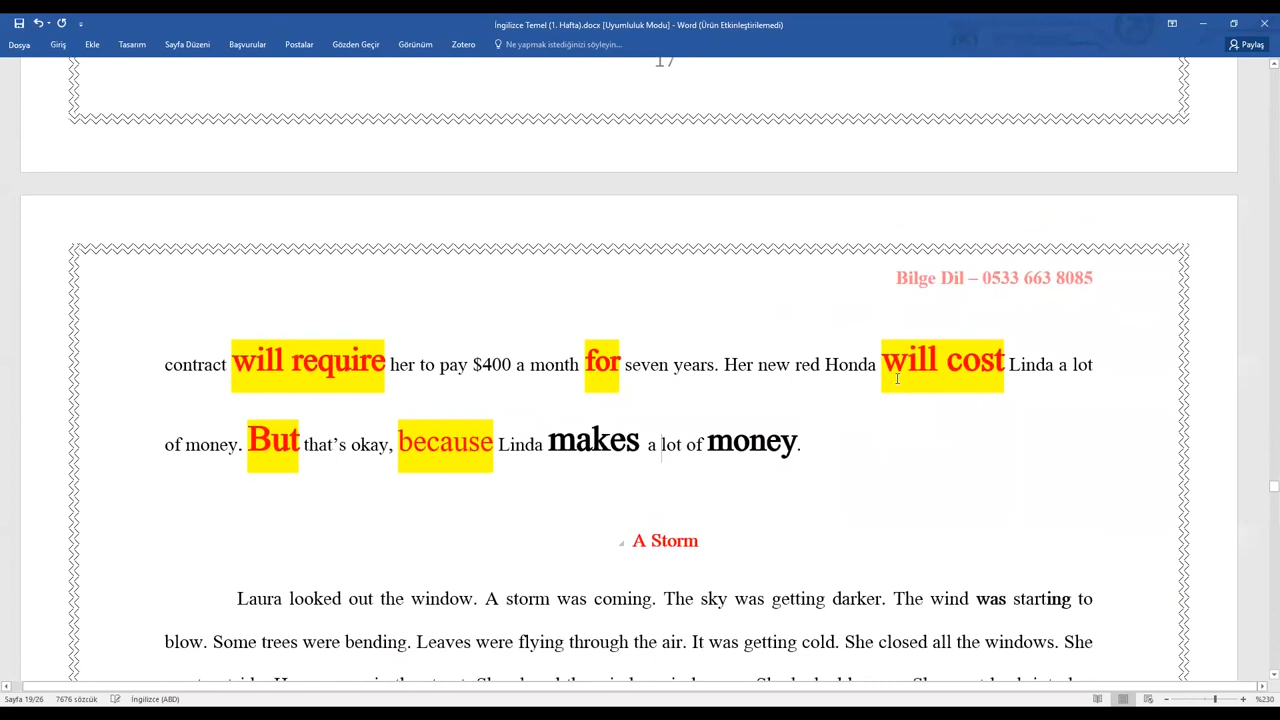 İngilizce Temel (1. Hafta).docx [Uyumluluk Modu] - Word (Ürün Etkinleştirilemedi)
Dosya Giriş Ekle Tasarım Sayfa Düzeni Başvurular Postalar Gözden Geçir Görünüm Zotero Ne yapmak istediğinizi söyleyin... Paylaş
17
Bilge Dil – 0533 663 8085
contract will require her to pay $400 a month for seven years. Her new red Honda will cost Linda a lot
of money. But that’s okay, because Linda makes a lot of money.
A Storm
Laura looked out the window. A storm was coming. The sky was getting darker. The wind was starting to
blow. Some trees were bending. Leaves were flying through the air. It was getting cold. She closed all the windows. She
Sayfa 19/26 7676 sözcük İngilizce (ABD) %230